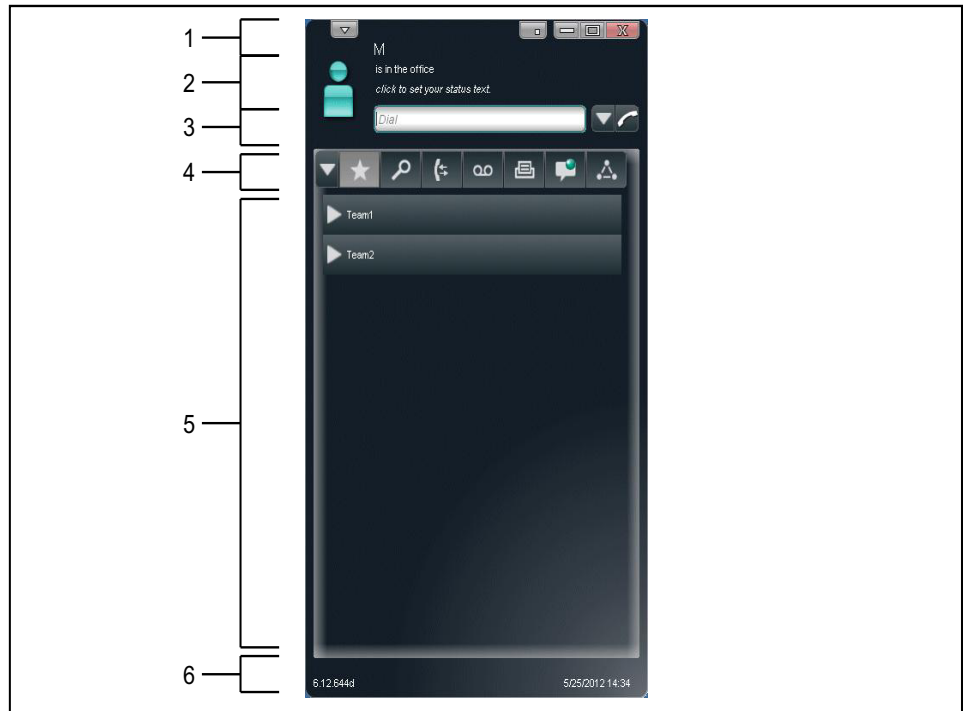 1
2
3
4
5
6
M
is in the office
click to set your status text.
Dial
Team1
Team2
6.12.644d
5/25/2012 14:34